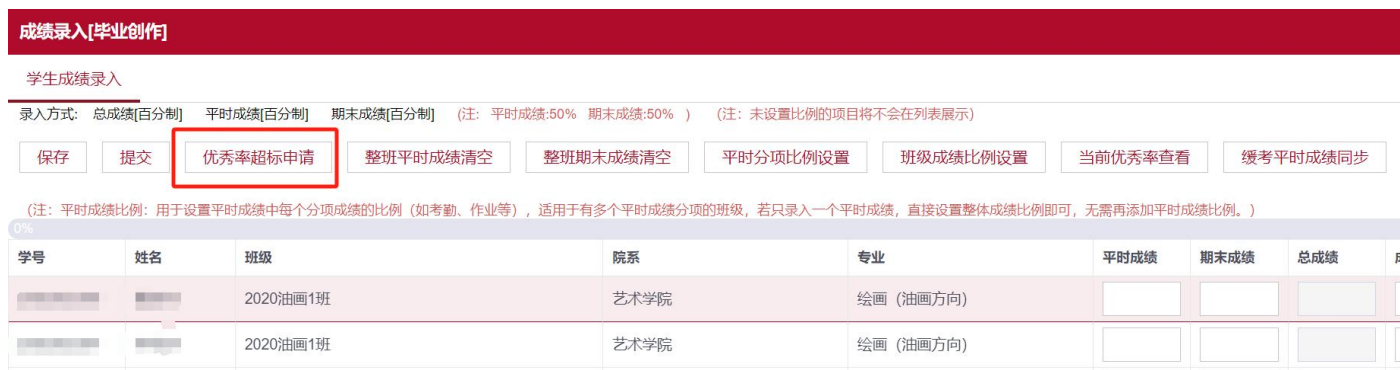 成绩录入[毕业创作]
学生成绩录入
录入方式: 总成绩[百分制] 平时成绩[百分制] 期末成绩[百分制] (注: 平时成绩:50% 期末成绩:50% ) (注: 未设置比例的项目将不会在列表展示)
保存 提交 优秀率超标申请 整班平时成绩清空 整班期末成绩清空 平时分项比例设置 班级成绩比例设置 当前优秀率查看 缓考平时成绩同步
(注: 平时成绩比例: 用于设置平时成绩中每个分项成绩的比例 (如考勤、作业等) , 适用于有多个平时成绩分项的班级, 若只录入一个平时成绩, 直接设置整体成绩比例即可, 无需再添加平时成绩比例。)
0%
学号 姓名 班级 院系 专业 平时成绩 期末成绩 总成绩
2020油画1班 艺术学院 绘画 (油画方向)
2020油画1班 艺术学院 绘画 (油画方向)